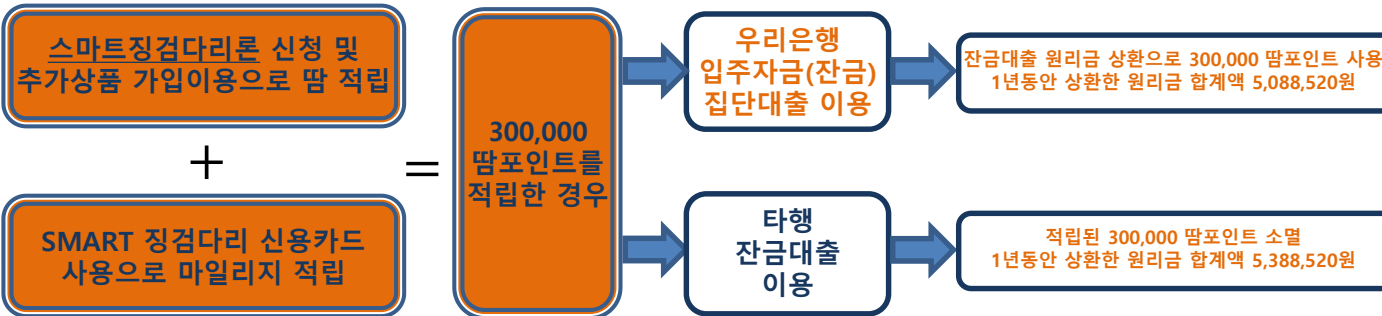 스마트징검다리론 신청 및
추가상품 가입이용으로 땀 적립
+
SMART 징검다리 신용카드
사용으로 마일리지 적립
=
300,000
땀포인트를
적립한 경우
우리은행
입주자금(잔금)
집단대출 이용
잔금대출 원리금 상환으로 300,000 땀포인트 사용
1년동안 상환한 원리금 합계액 5,088,520원
타행
잔금대출
이용
적립된 300,000 땀포인트 소멸
1년동안 상환한 원리금 합계액 5,388,520원